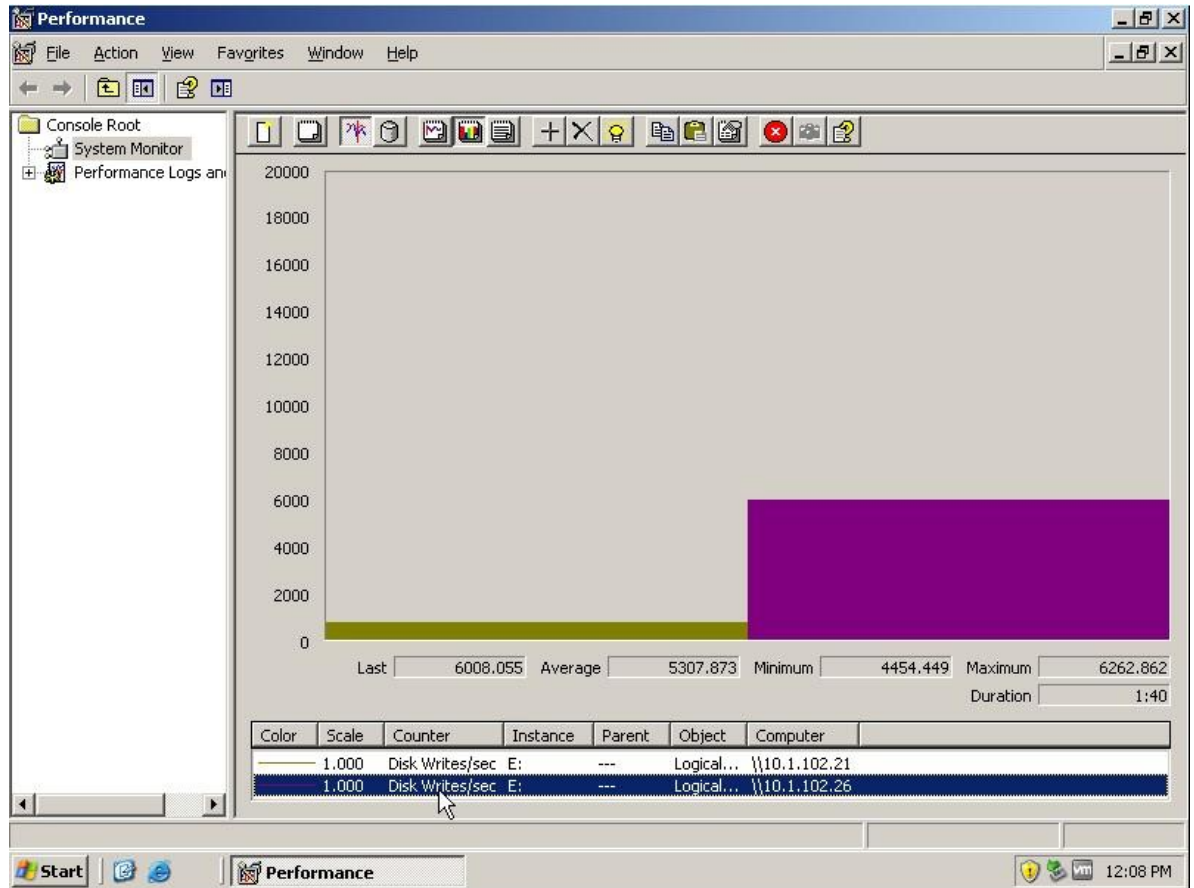 Performance
File Action View Favorites Window Help
Console Root
System Monitor
Performance Logs an
20000
18000
16000
14000
12000
10000
8000
6000
4000
2000
0
Last 6008.055 Average 5307.873 Minimum 4454.449 Maximum 6262.862
Duration 1:40
Color Scale Counter Instance Parent Object Computer
1.000 Disk Writes/sec E: --- Logical... \\10.1.102.21
1.000 Disk Writes/sec E: --- Logical... \\10.1.102.26
Start Performance vm 12:08 PM